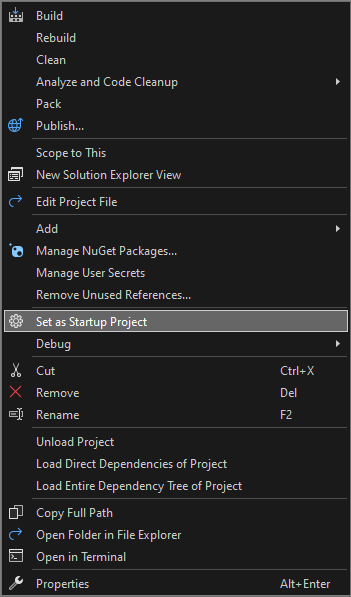 Build
Rebuild
Clean
Analyze and Code Cleanup
Pack
Publish...
Scope to This
New Solution Explorer View
Edit Project File
Add
Manage NuGet Packages...
Manage User Secrets
Remove Unused References...
Set as Startup Project
Debug
Cut Ctrl+X
Remove Del
Rename F2
Unload Project
Load Direct Dependencies of Project
Load Entire Dependency Tree of Project
Copy Full Path
Open Folder in File Explorer
Open in Terminal
Properties Alt+Enter